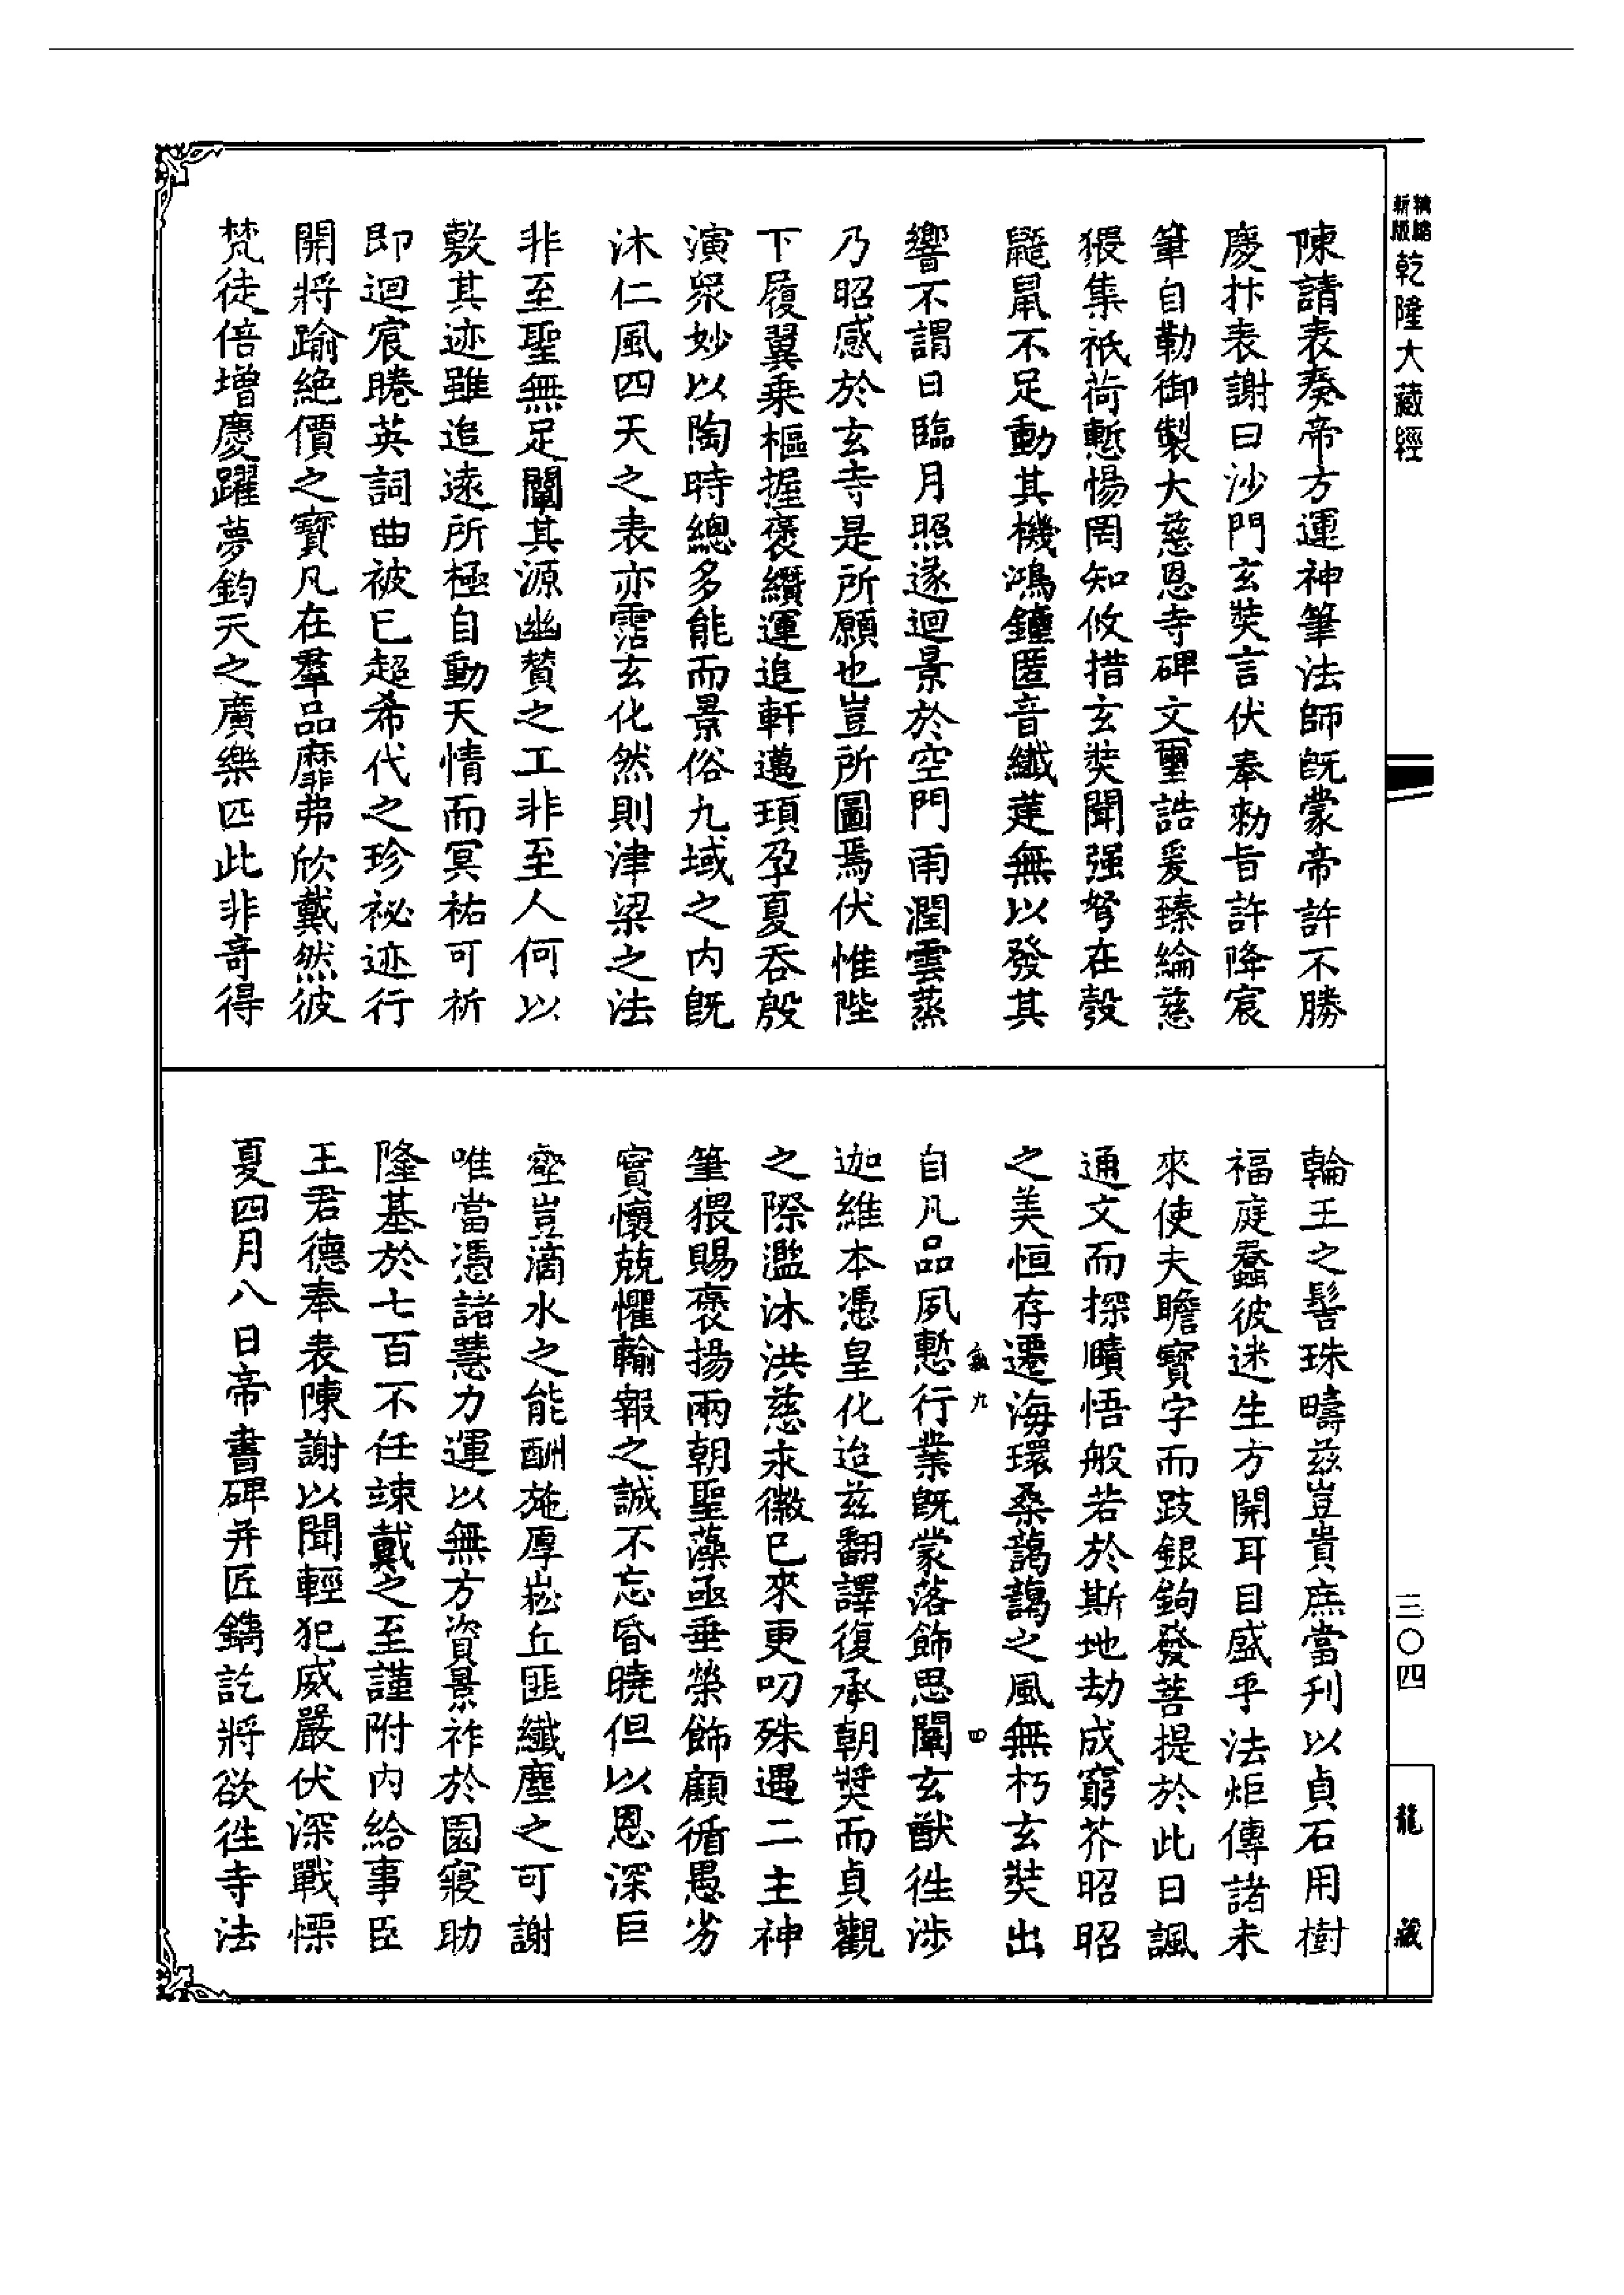 新版精縮
乾隆大藏經
陳請表奏帝方運神筆法師既蒙帝許不勝
慶抃表謝曰沙門玄奘言伏奉勑旨許降宸
筆自勒御製大慈恩寺碑文璽誥爰臻綸慈
猥集祇荷慙惕罔知攸措玄奘聞强弩在彀
鼷鼠不足動其機鴻鐘匿音纖莛無以發其
響不謂日臨月照遂迴景於空門雨潤雲蒸
乃昭感於玄寺是所願也豈所圖焉伏惟陛
下履翼乘樞握褒纘運追軒邁頊孕夏吞殷
演衆妙以陶時總多能而景俗九域之内既
沐仁風四天之表亦霑玄化然則津梁之法
非至聖無足闡其源幽賛之工非至人何以
敷其迹雖追遠所極自動天情而冥祐可祈
即迴宸睠英詞曲被已超希代之珍祕迹行
開將踰絶價之寶凡在羣品靡弗欣戴然彼
梵徒倍增慶躍夢鈞天之廣樂匹此非奇得
輪王之髻珠疇兹豈貴庶當刋以貞石用樹
福庭蠢彼迷生方開耳目盛乎法炬傳諸未
來使夫瞻寶字而跂銀鉤發菩提於此日諷
通文而探賾悟般若於斯地劫成窮芥昭昭
之美恒存遷海環桑藹藹之風無朽玄奘出
自凡品夙慙行業既蒙落飾思闡玄猷徃涉
迦維本憑皇化迨兹翻譯復承朝奬而貞觀
之際濫沐洪慈永徽已來更叨殊遇二主神
筆猥賜褒揚兩朝聖藻亟垂榮飾顧循愚劣
實懷兢懼輸報之誠不忘昏曉但以恩深巨
壑豈滴水之能酬施厚崧丘匪纖塵之可謝
唯當憑諸慧力運以無方資景祚於園寢助
隆基於七百不任竦戴之至謹附内給事臣
王君德奉表陳謝以聞輕犯威嚴伏深戰慄
夏四月八日帝書碑并匠鐫訖將欲徃寺法
九
四
三〇四
龍藏